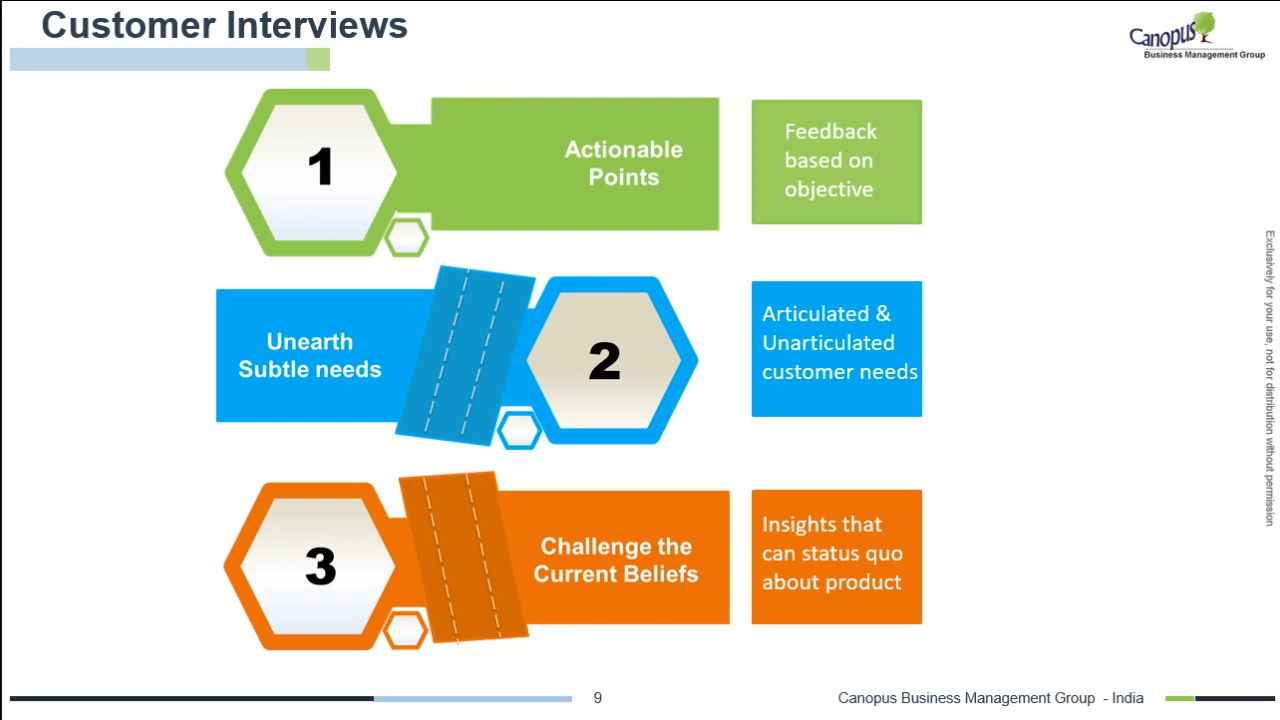 Customer Interviews
Canopus
Business Management Group
1
Actionable
Points
Feedback
based on
objective
Unearth
Subtle needs
2
Articulated &
Unarticulated
customer needs
3
Challenge the
Current Beliefs
Insights that
can status quo
about product
Exclusively for your use, not for distribution without permission
9
Canopus Business Management Group - India